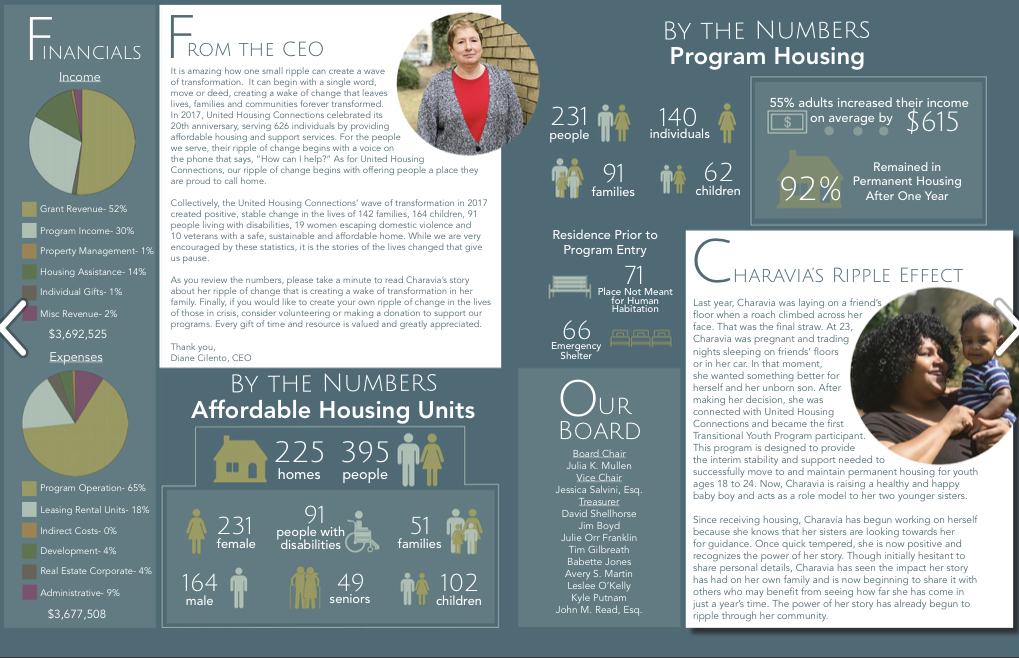 FINANCIALS
Income
Grant Revenue- 52%
Program Income- 30%
Property Management- 1%
Housing Assistance- 14%
Individual Gifts- 1%
Misc Revenue- 2%
$3,692,525
Expenses
Program Operation- 65%
Leasing Rental Units- 18%
Indirect Costs- 0%
Development- 4%
Real Estate Corporate- 4%
Administrative- 9%
$3,677,508
FROM THE CEO
It is amazing how one small ripple can create a wave
of transformation. It can begin with a single word,
move or deed, creating a wake of change that leaves
lives, families and communities forever transformed.
In 2017, United Housing Connections celebrated its
20th anniversary, serving 626 individuals by providing
affordable housing and support services. For the people
we serve, their ripple of change begins with a voice on
the phone that says, "How can I help?" As for United Housing
Connections, our ripple of change begins with offering people a place they
are proud to call home.
Collectively, the United Housing Connections' wave of transformation in 2017
created positive, stable change in the lives of 142 families, 164 children, 91
people living with disabilities, 19 women escaping domestic violence and
10 veterans with a safe, sustainable and affordable home. While we are very
encouraged by these statistics, it is the stories of the lives changed that give
us pause.
As you review the numbers, please take a minute to read Charavia's story
about her ripple of change that is creating a wake of transformation in her
family. Finally, if you would like to create your own ripple of change in the lives
of those in crisis, consider volunteering or making a donation to support our
programs. Every gift of time and resource is valued and greatly appreciated.
Thank you,
Diane Cilento, CEO
BY THE NUMBERS
Affordable Housing Units
225
homes
395
people
231
female
91
people with
disabilities
51
families
164
male
49
seniors
102
children
BY THE NUMBERS
Program Housing
231
people
140
individuals
91
families
62
children
55% adults increased their income
on average by $615
$
92%
Remained in
Permanent Housing
After One Year
Residence Prior to
Program Entry
71
Place Not Meant
for Human
Habitation
66
Emergency
Shelter
OUR
BOARD
Board Chair
Julia K. Mullen
Vice Chair
Jessica Salvini, Esq.
Treasurer
David Shellhorse
Jim Boyd
Julie Orr Franklin
Tim Gilbreath
Babette Jones
Avery S. Martin
Leslee O'Kelly
Kyle Putnam
John M. Read, Esq.
CHARAVIA'S RIPPLE EFFECT
Last year, Charavia was laying on a friend's
floor when a roach climbed across her
face. That was the final straw. At 23,
Charavia was pregnant and trading
nights sleeping on friends' floors
or in her car. In that moment,
she wanted something better for
herself and her unborn son. After
making her decision, she was
connected with United Housing
Connections and became the first
Transitional Youth Program participant.
This program is designed to provide
the interim stability and support needed to
successfully move to and maintain permanent housing for youth
ages 18 to 24. Now, Charavia is raising a healthy and happy
baby boy and acts as a role model to her two younger sisters.
Since receiving housing, Charavia has begun working on herself
because she knows that her sisters are looking towards her
for guidance. Once quick tempered, she is now positive and
recognizes the power of her story. Though initially hesitant to
share personal details, Charavia has seen the impact her story
has had on her own family and is now beginning to share it with
others who may benefit from seeing how far she has come in
just a year's time. The power of her story has already begun to
ripple through her community.